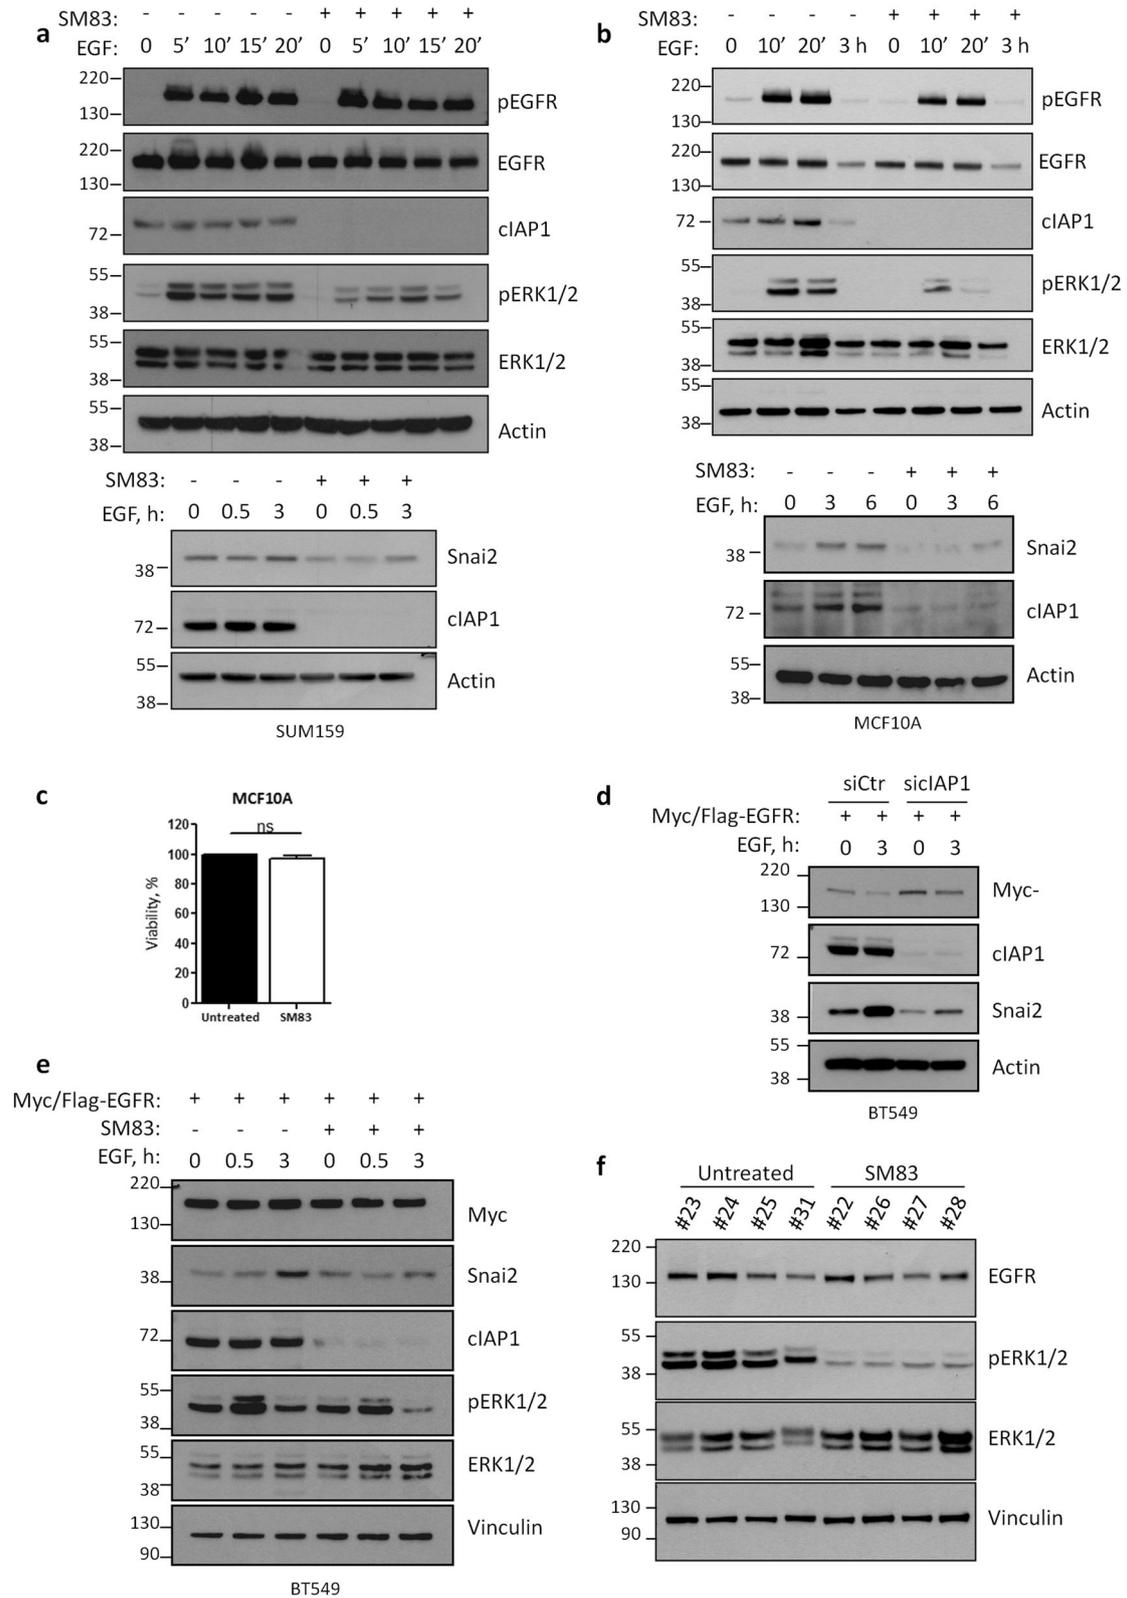 a
SM83: - - - - - + + + + +
EGF: 0 5’ 10’ 15’ 20’ 0 5’ 10’ 15’ 20’
220
130
pEGFR
220
130
EGFR
72
cIAP1
55
38
pERK1/2
55
38
ERK1/2
55
38
Actin
SM83: - - - + + +
EGF, h: 0 0.5 3 0 0.5 3
38
Snai2
72
cIAP1
55
38
Actin
SUM159
b
SM83: - - - - + + + +
EGF: 0 10’ 20’ 3 h 0 10’ 20’ 3 h
220
130
pEGFR
220
130
EGFR
72
cIAP1
55
38
pERK1/2
55
38
ERK1/2
55
38
Actin
SM83: - - - + + +
EGF, h: 0 3 6 0 3 6
38
Snai2
72
cIAP1
55
38
Actin
MCF10A
c
MCF10A
ns
Viability, %
120
100
80
60
40
20
0
Untreated SM83
d
siCtr sicIAP1
Myc/Flag-EGFR: + + + +
EGF, h: 0 3 0 3
220
130
Myc-
72
cIAP1
38
Snai2
55
38
Actin
BT549
e
Myc/Flag-EGFR: + + + + + +
SM83: - - - + + +
EGF, h: 0 0.5 3 0 0.5 3
220
130
Myc
38
Snai2
72
cIAP1
55
38
pERK1/2
55
38
ERK1/2
130
90
Vinculin
BT549
f
Untreated SM83
#23 #24 #25 #31 #22 #26 #27 #28
220
130
EGFR
55
38
pERK1/2
55
38
ERK1/2
130
90
Vinculin